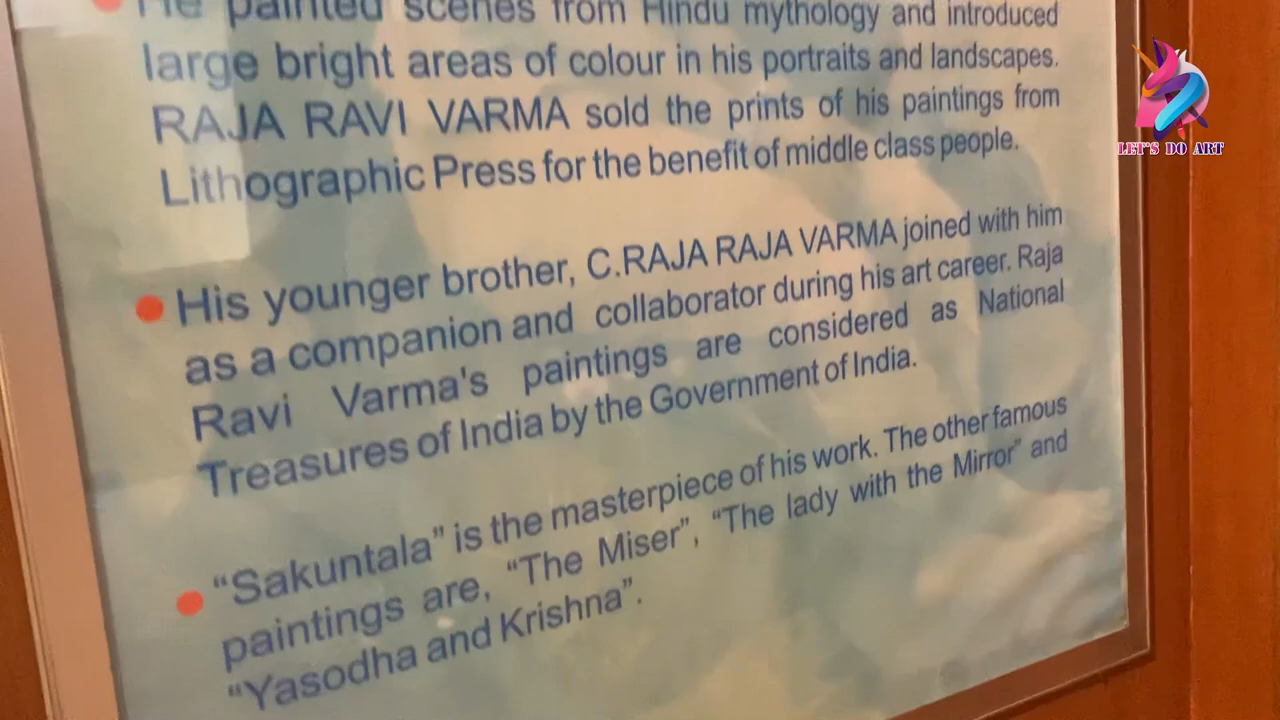 He painted scenes from Hindu mythology and introduced
large bright areas of colour in his portraits and landscapes.
RAJA RAVI VARMA sold the prints of his paintings from
Lithographic Press for the benefit of middle class people.
His younger brother, C.RAJA RAJA VARMA joined with him
as a companion and collaborator during his art career. Raja
Ravi Varma's paintings are considered as National
Treasures of India by the Government of India.
“Sakuntala” is the masterpiece of his work. The other famous
paintings are, “The Miser”, “The lady with the Mirror” and
“Yasodha and Krishna”.
LET'S DO ART